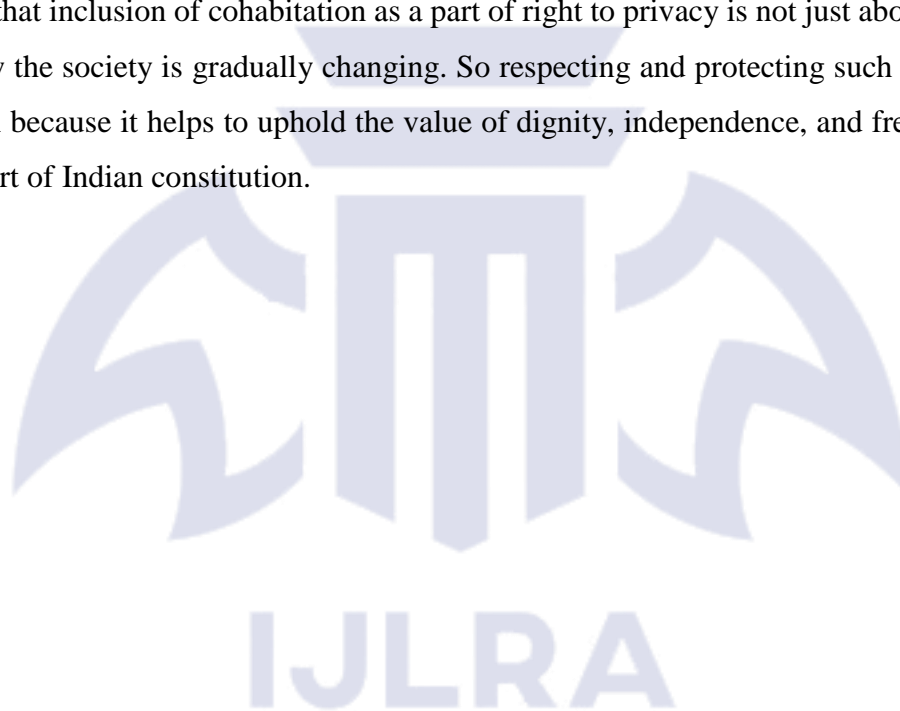 that inclusion of cohabitation as a part of right to privacy is not just abo
the society is gradually changing. So respecting and protecting such
because it helps to uphold the value of dignity, independence, and fre
rt of Indian constitution.
IJLRA